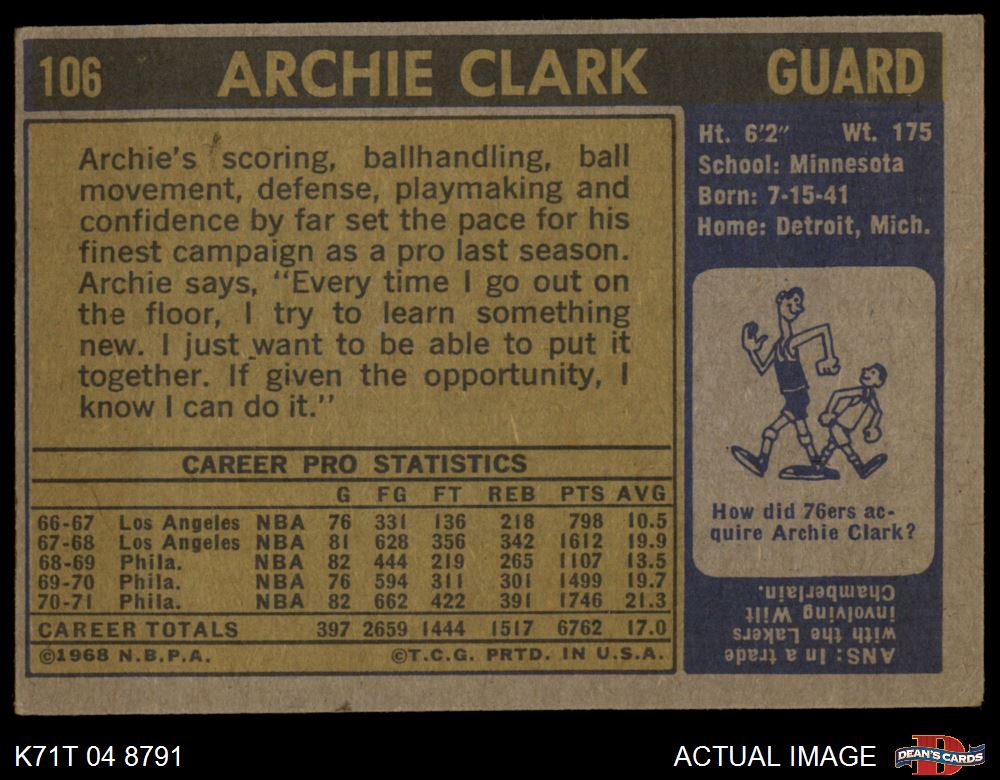 106 ARCHIE CLARK GUARD
Archie's scoring, ballhandling, ball
movement, defense, playmaking and
confidence by far set the pace for his
finest campaign as a pro last season.
Archie says, "Every time I go out on
the floor, I try to learn something
new. I just want to be able to put it
together. If given the opportunity, I
know I can do it."
Ht. 6'2" Wt. 175
School: Minnesota
Born: 7-15-41
Home: Detroit, Mich.
How did 76ers ac-
quire Archie Clark?
ANS: In a trade
with the Lakers
involving Wilt
Chamberlain.
CAREER PRO STATISTICS
G FG FT REB PTS AVG
66-67 Los Angeles NBA 76 331 136 218 798 10.5
67-68 Los Angeles NBA 81 628 356 342 1612 19.9
68-69 Phila. NBA 82 444 219 265 1107 13.5
69-70 Phila. NBA 76 594 311 301 1499 19.7
70-71 Phila. NBA 82 662 422 391 1746 21.3
CAREER TOTALS 397 2659 1444 1517 6762 17.0
©1968 N.B.P.A. ©T.C.G. PRTD. IN U.S.A.
K71T 04 8791 ACTUAL IMAGE DEAN'S CARDS